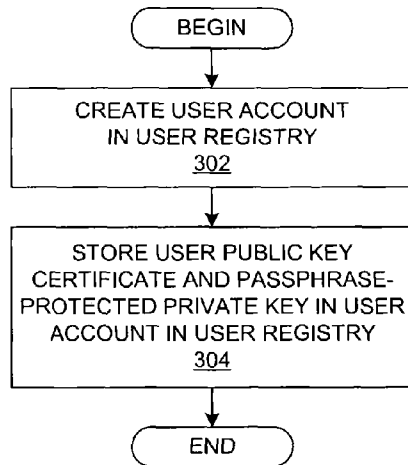 BEGIN
CREATE USER ACCOUNT
IN USER REGISTRY
302
STORE USER PUBLIC KEY
CERTIFICATE AND PASSPHRASE-
PROTECTED PRIVATE KEY IN USER
ACCOUNT IN USER REGISTRY
304
END